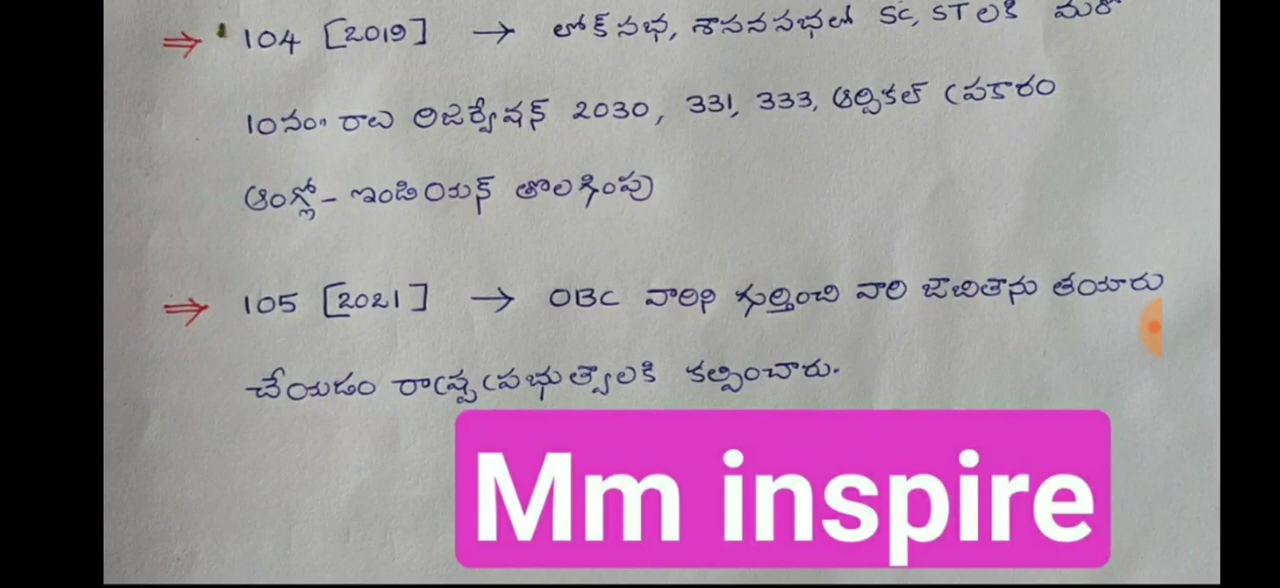 ⇒ 104 [2019] → లోక్ సభ, శాసనసభలో SC, ST లకి మరో
10సం॥ రాలు రిజర్వేషన్ 2030, 331, 333, ఆర్టికల్ ప్రకారం
ఆంగ్లో - ఇండియన్ తొలగింపు
⇒ 105 [2021] → OBC వారిని గుర్తించి వారి జాబితాను తయారు
చేయడం రాష్ట్ర ప్రభుత్వాలకి కల్పించారు.
Mm inspire